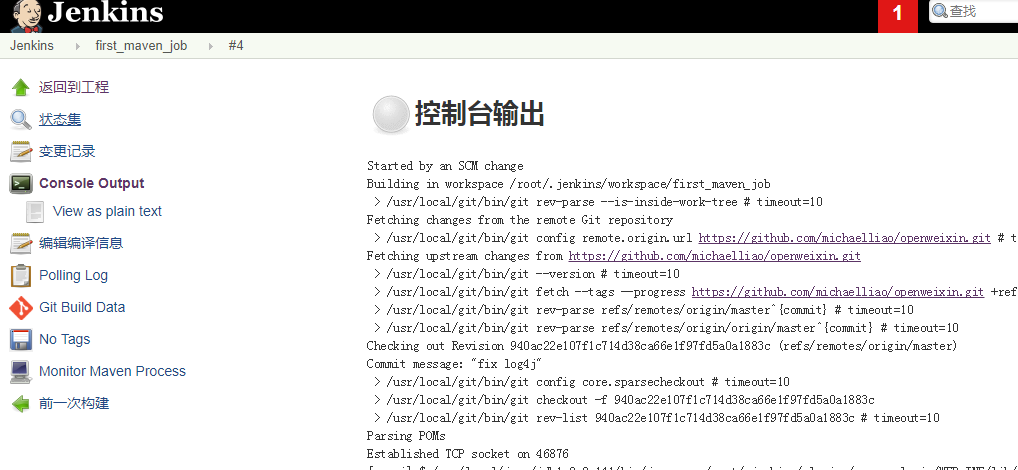 Jenkins
1
查找
Jenkins first_maven_job #4
返回到工程
状态集
变更记录
Console Output
View as plain text
编辑编译信息
Polling Log
Git Build Data
No Tags
Monitor Maven Process
前一次构建
控制台输出
Started by an SCM change
Building in workspace /root/.jenkins/workspace/first_maven_job
> /usr/local/git/bin/git rev-parse --is-inside-work-tree # timeout=10
Fetching changes from the remote Git repository
> /usr/local/git/bin/git config remote.origin.url https://github.com/michaelliao/openweixin.git # t
Fetching upstream changes from https://github.com/michaelliao/openweixin.git
> /usr/local/git/bin/git --version # timeout=10
> /usr/local/git/bin/git fetch --tags --progress https://github.com/michaelliao/openweixin.git +ref
> /usr/local/git/bin/git rev-parse refs/remotes/origin/master^{commit} # timeout=10
> /usr/local/git/bin/git rev-parse refs/remotes/origin/origin/master^{commit} # timeout=10
Checking out Revision 940ac22e107f1c714d38ca66e1f97fd5a0a1883c (refs/remotes/origin/master)
Commit message: "fix log4j"
> /usr/local/git/bin/git config core.sparsecheckout # timeout=10
> /usr/local/git/bin/git checkout -f 940ac22e107f1c714d38ca66e1f97fd5a0a1883c
> /usr/local/git/bin/git rev-list 940ac22e107f1c714d38ca66e1f97fd5a0a1883c # timeout=10
Parsing POMs
Established TCP socket on 46876